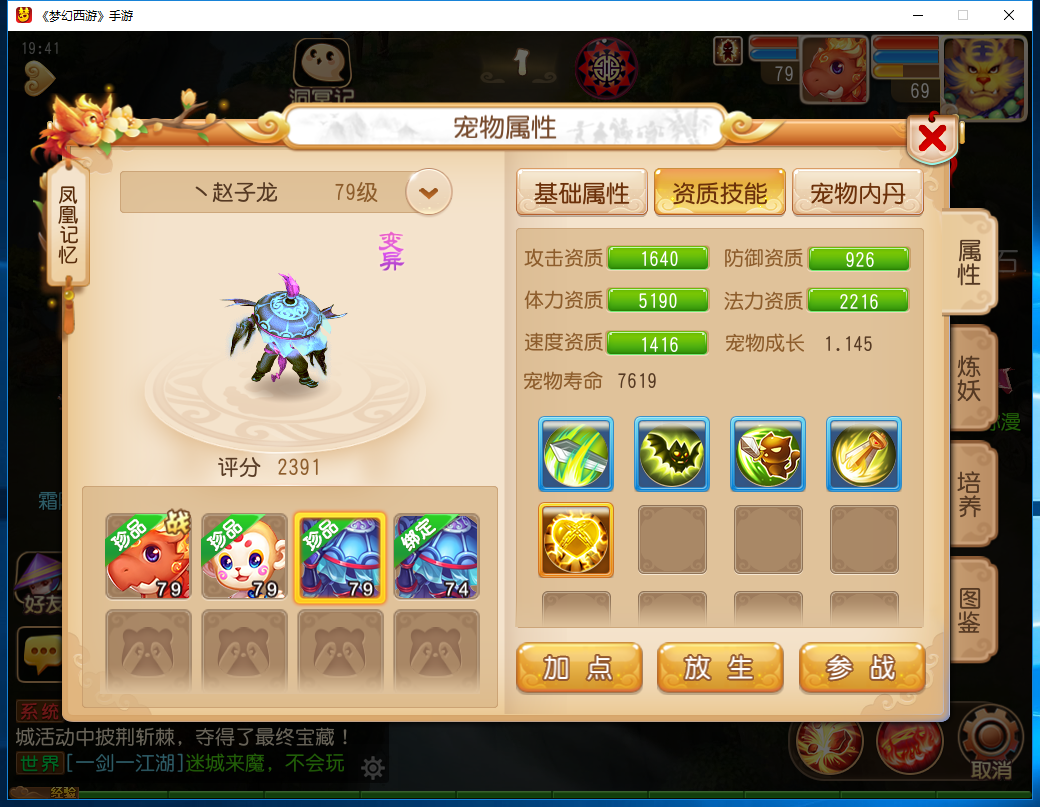 《梦幻西游》手游
19:41
洞冥记
1
79
69
宠物属性
凤凰记忆
丶赵子龙 79级
变异
评分 2391
珍品 战 79
珍品 79
珍品 79
绑定 74
基础属性 资质技能 宠物内丹
攻击资质 1640 防御资质 926
体力资质 5190 法力资质 2216
速度资质 1416 宠物成长 1.145
宠物寿命 7619
加点 放生 参战
属性
炼妖
培养
图鉴
石
漫
霜
好友
系统
城活动中披荆斩棘，夺得了最终宝藏！
世界 [一剑一江湖]迷城来魔，不会玩
取消
经验